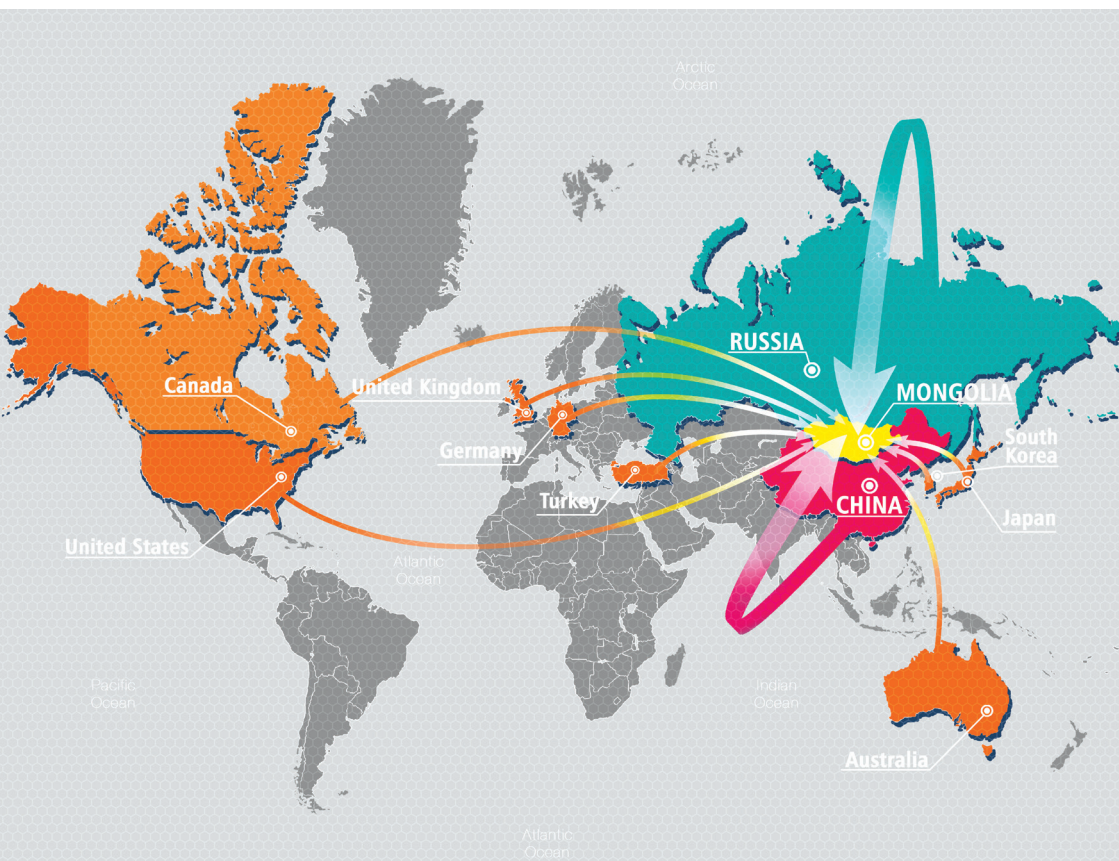 Arctic
Ocean
RUSSIA
Canada
United Kingdom
MONGOLIA
South
Korea
Germany
Turkey
CHINA
Japan
United States
Atlantic
Ocean
Pacific
Ocean
Indian
Ocean
Australia
Atlantic
Ocean